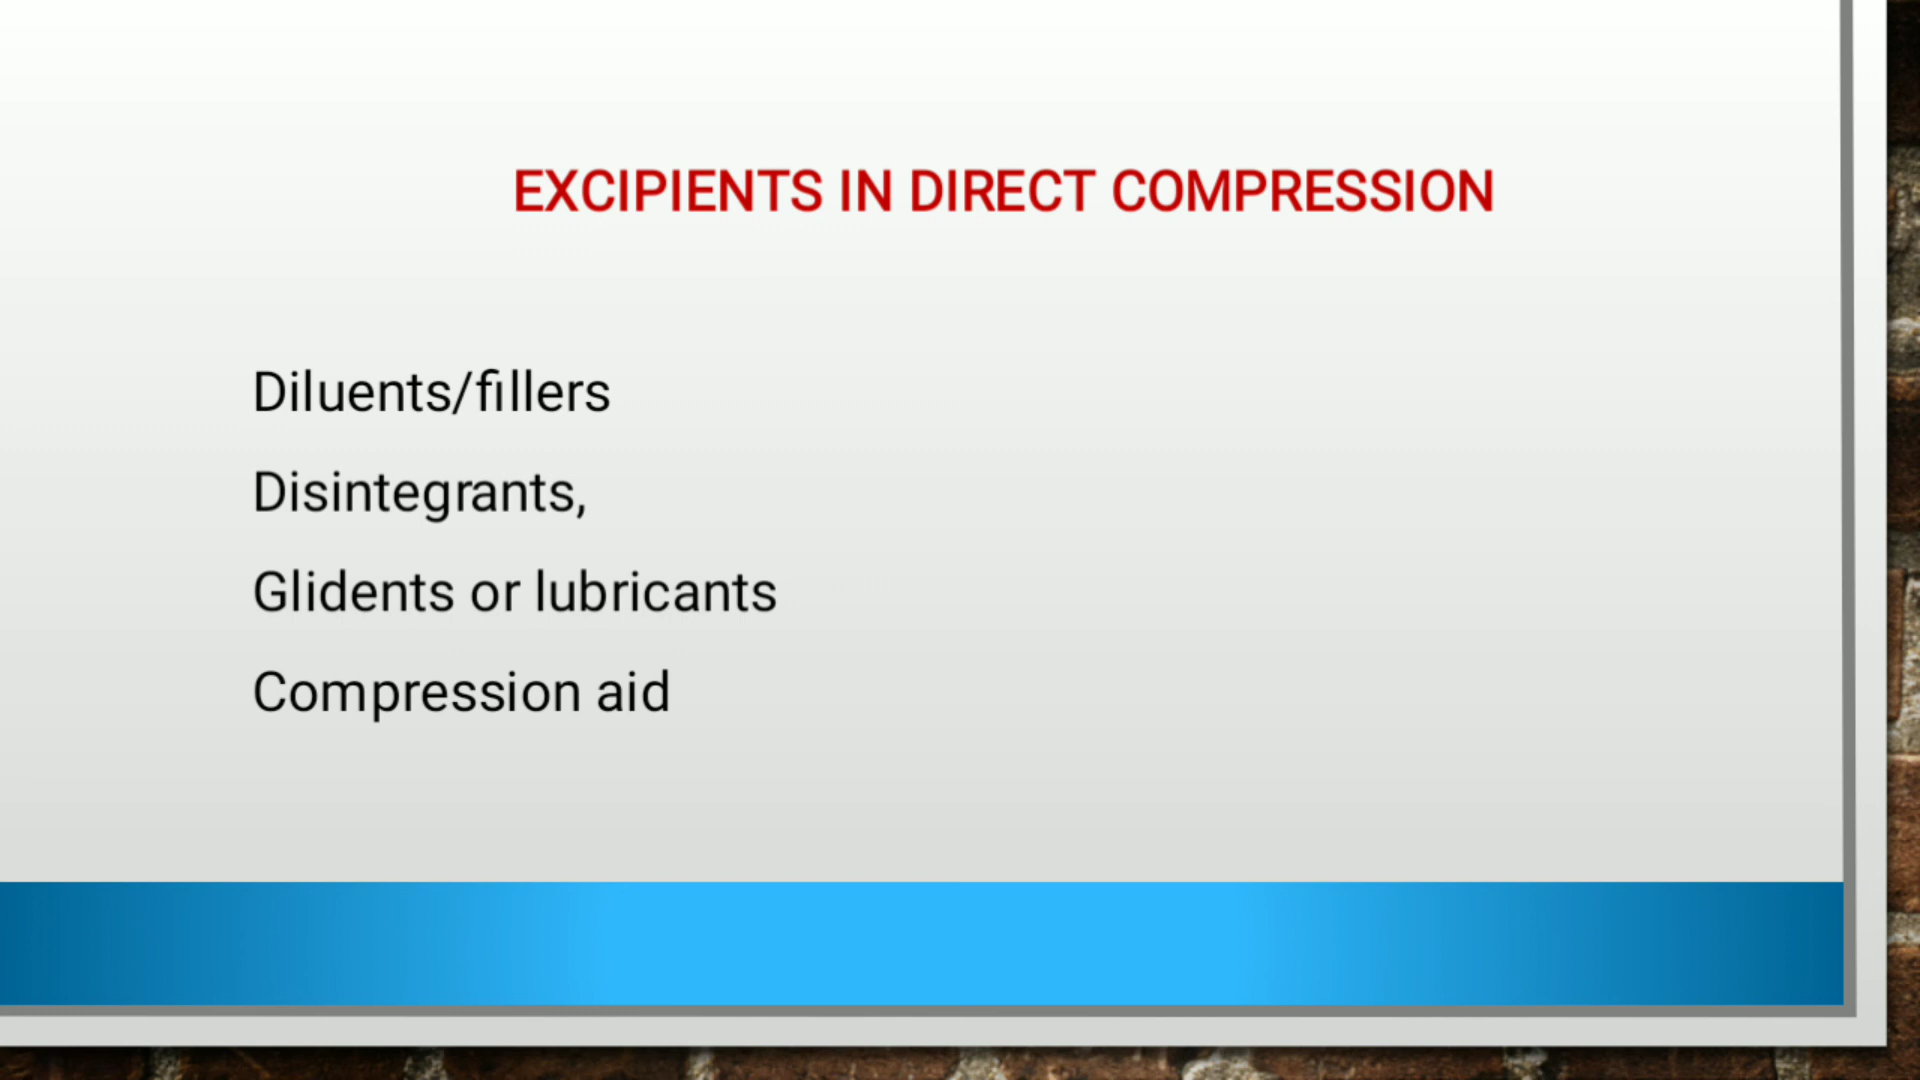 EXCIPIENTS IN DIRECT COMPRESSION
Diluents/fillers
Disintegrants,
Glidents or lubricants
Compression aid